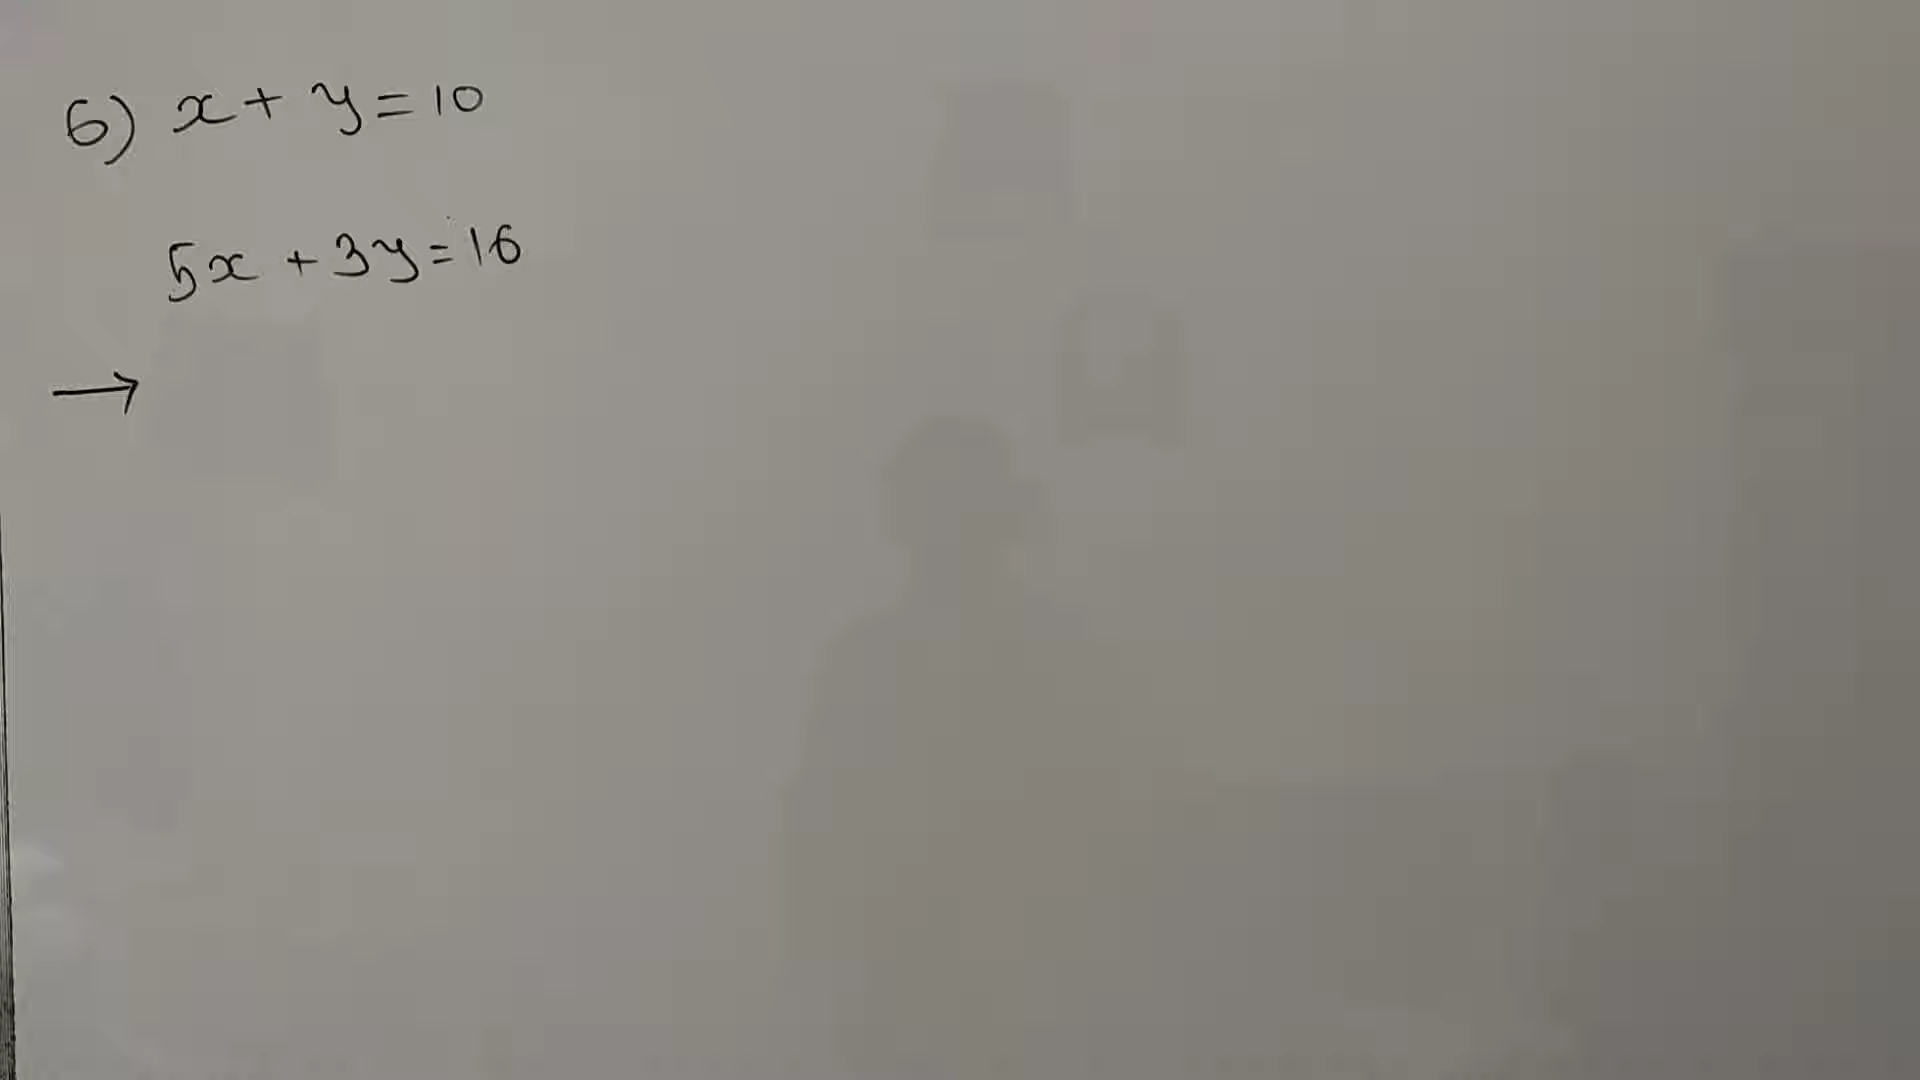 6) x + y = 10
5x + 3y = 16
→